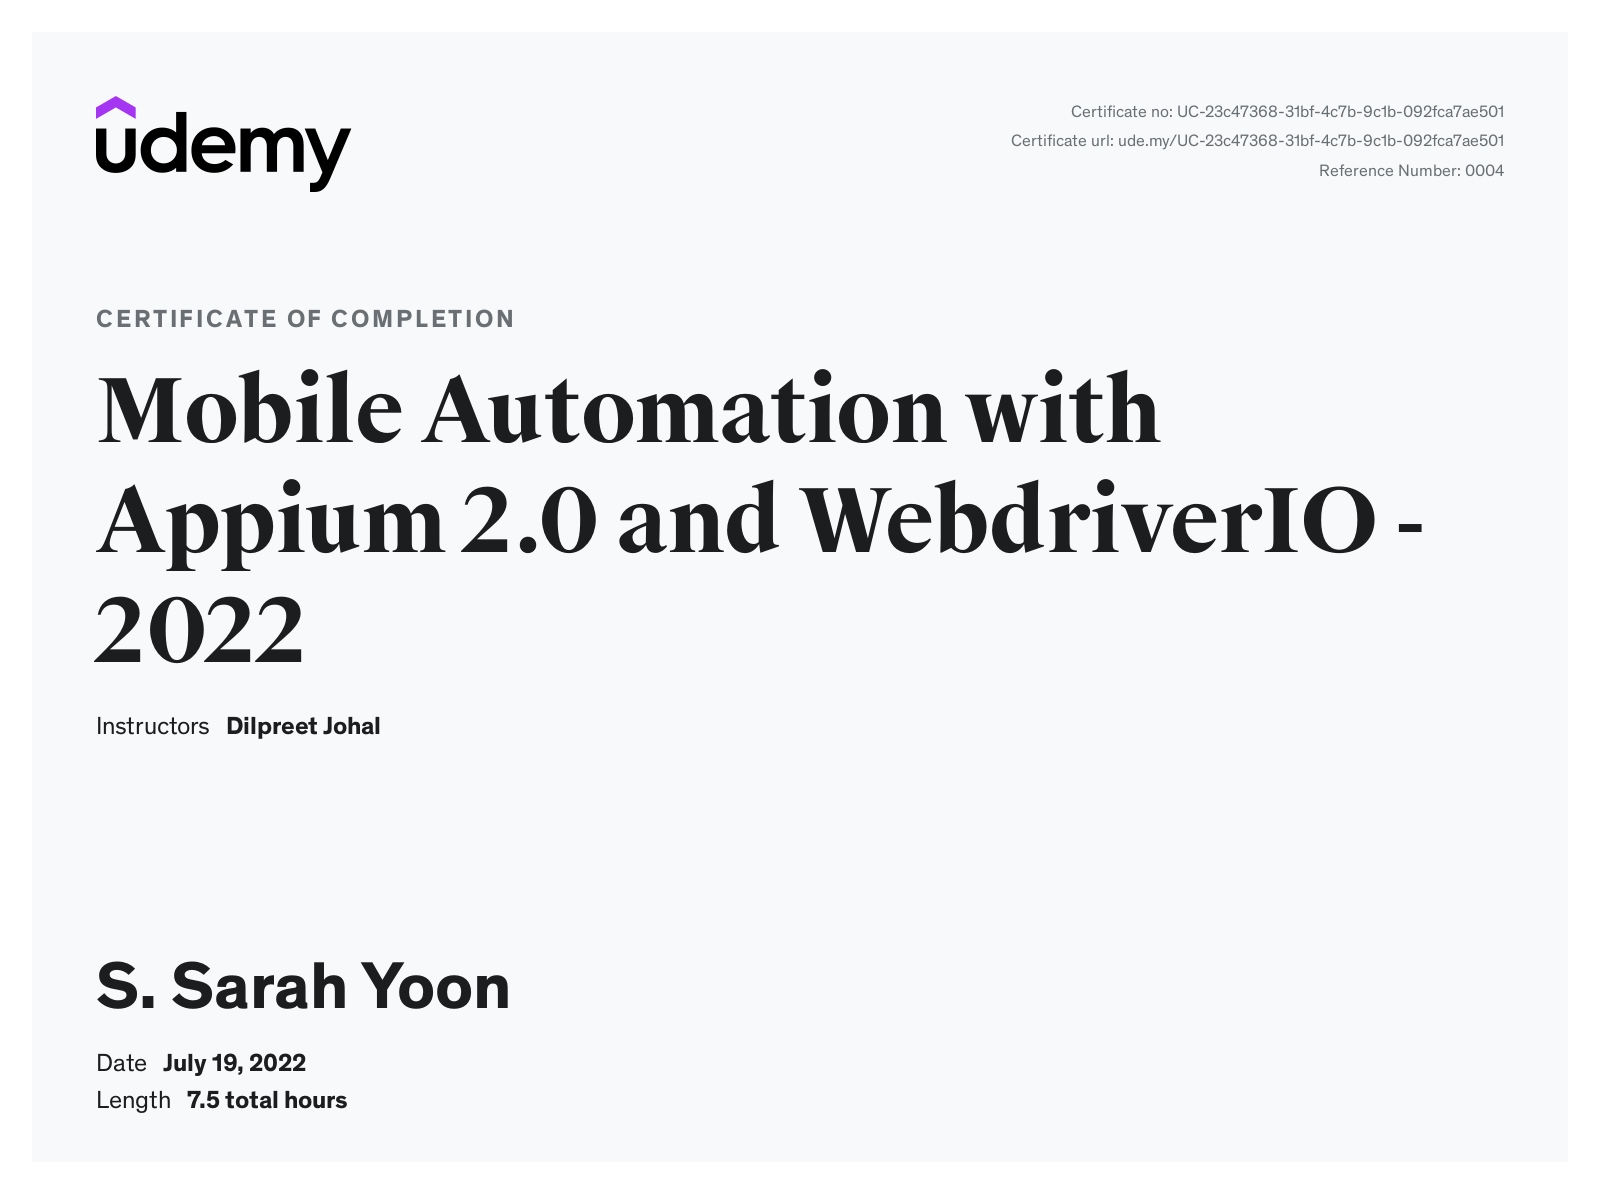 udemy
Certificate no: UC-23c47368-31bf-4c7b-9c1b-092fca7ae501
Certificate url: ude.my/UC-23c47368-31bf-4c7b-9c1b-092fca7ae501
Reference Number: 0004
CERTIFICATE OF COMPLETION
Mobile Automation with
Appium 2.0 and WebdriverIO -
2022
Instructors Dilpreet Johal
S. Sarah Yoon
Date July 19, 2022
Length 7.5 total hours